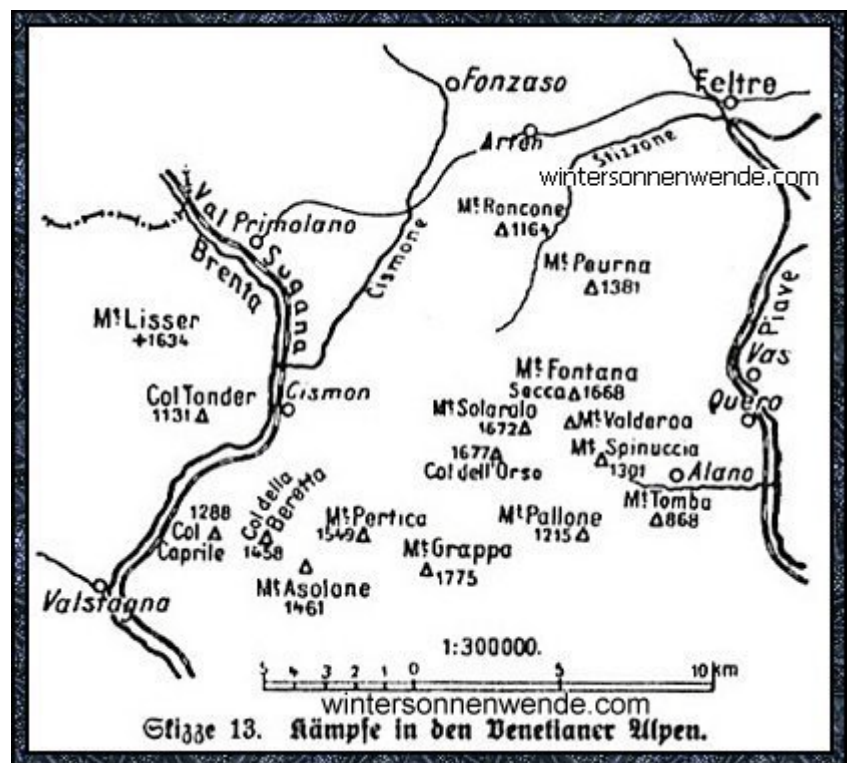 Fonzaso
Feltre
Arten
Stizzone
wintersonnenwende.com
Val Sugana
Primolano
Brenta
Cismone
Mt. Roncone
1164
Mt. Peurna
1381
Piave
Mt. Lisser
1634
Vas
Mt. Fontana
Secca 1668
Col Tonder
1131
Cismon
Quero
Mt. Solarolo
1672
Mt. Valderoa
1677
Col dell'Orso
Mt. Spinuccia
1301
Alano
Mt. Tomba
868
1288
Col
Caprile
Col della
Beretta
1458
Mt. Pertica
1549
Mt. Pallone
1215
Mt. Grappa
1775
Mt. Asolone
1461
Valstagna
1:300000.
5 4 3 2 1 0 5 10 km
wintersonnenwende.com
Skizze 13. Kämpfe in den Venetianer Alpen.